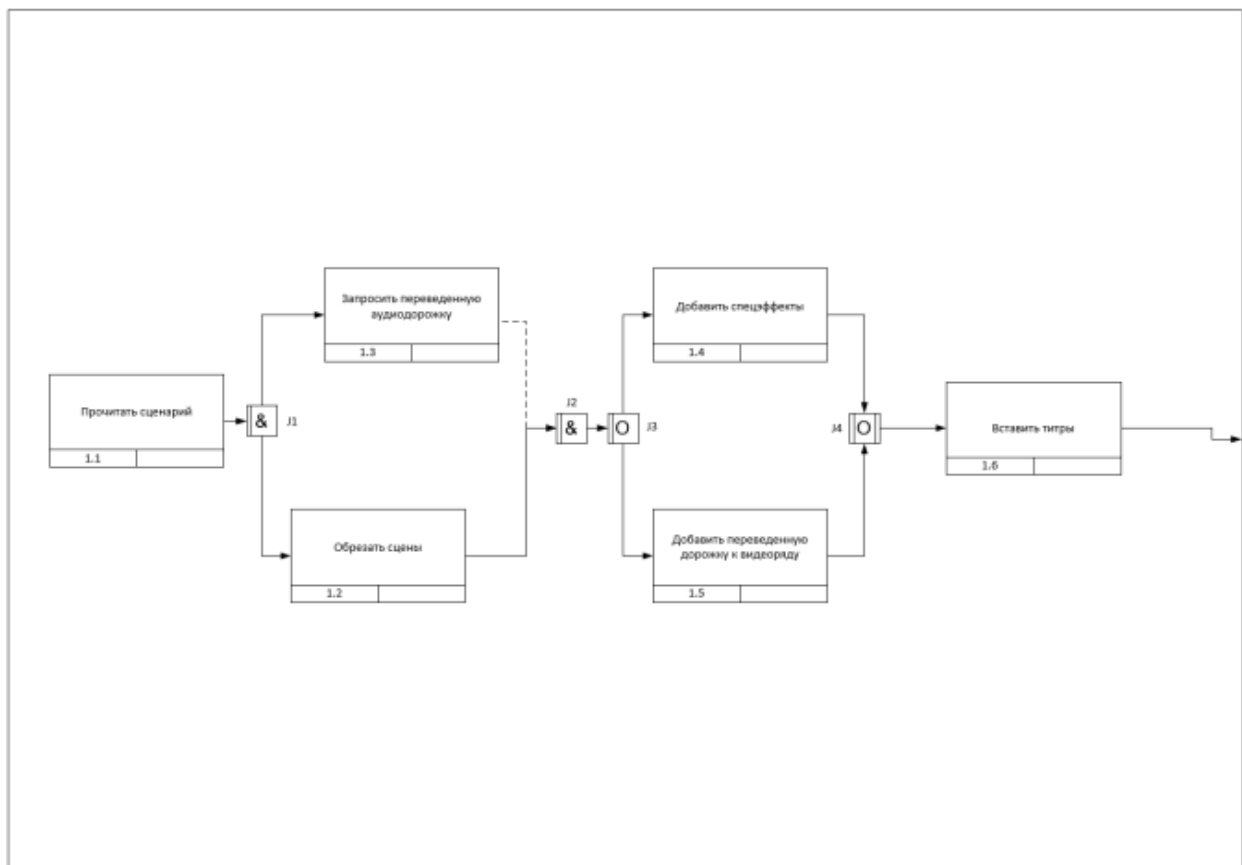 Прочитать сценарий
1.1
&
J1
Запросить переведенную
аудиодорожку
1.3
Обрезать сцены
1.2
J2
&
O
J3
Добавить спецэффекты
1.4
Добавить переведенную
дорожку к видеоряду
1.5
J4
O
Вставить титры
1.6